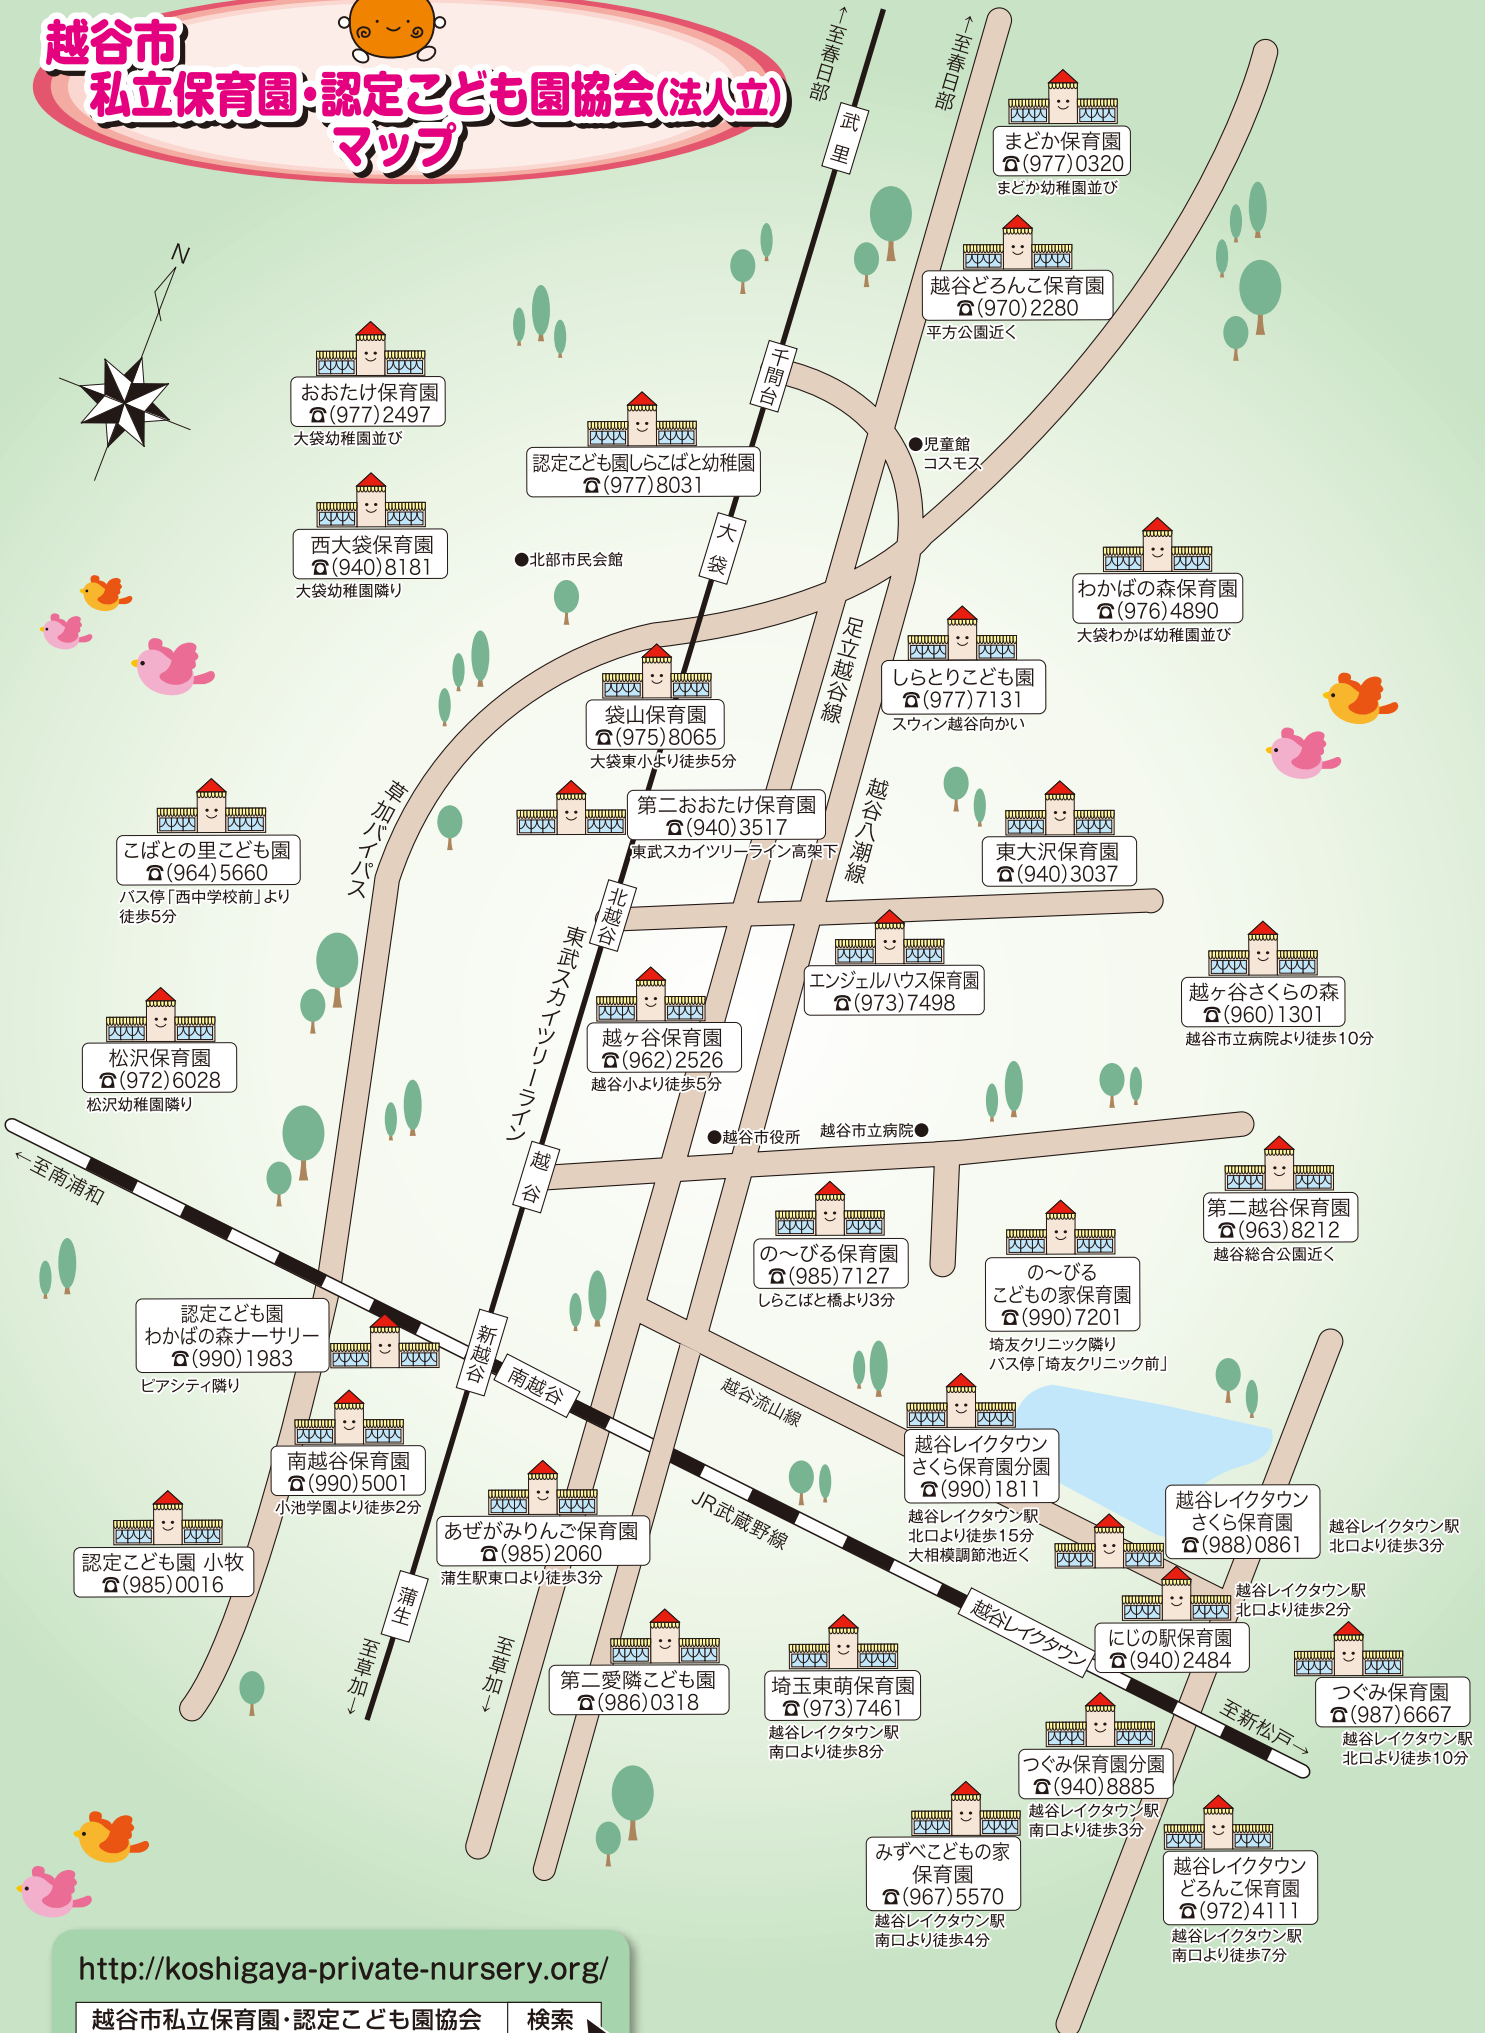 越谷市
私立保育園・認定こども園協会(法人立)
マップ
←至春日部
←至春日部
武里
N
まどか保育園
☎(977)0320
まどか幼稚園並び
越谷どろんこ保育園
☎(970)2280
平方公園近く
千間台
おおたけ保育園
☎(977)2497
大袋幼稚園並び
認定こども園しらこばと幼稚園
☎(977)8031
●児童館
コスモス
西大袋保育園
☎(940)8181
大袋幼稚園隣り
大袋
●北部市民会館
わかばの森保育園
☎(976)4890
大袋わかば幼稚園並び
足立越谷線
しらとりこども園
☎(977)7131
スウィン越谷向かい
袋山保育園
☎(975)8065
大袋東小より徒歩5分
草加バイパス
第二おおたけ保育園
☎(940)3517
東武スカイツリーライン高架下
越谷八潮線
東大沢保育園
☎(940)3037
こばとの里こども園
☎(964)5660
バス停「西中学校前」より
徒歩5分
北越谷
東武スカイツリーライン
エンジェルハウス保育園
☎(973)7498
越ヶ谷さくらの森
☎(960)1301
越谷市立病院より徒歩10分
松沢保育園
☎(972)6028
松沢幼稚園隣り
越ヶ谷保育園
☎(962)2526
越谷小より徒歩5分
●越谷市役所
越谷市立病院●
←至南浦和
越谷
第二越谷保育園
☎(963)8212
越谷総合公園近く
の〜びる保育園
☎(985)7127
しらこばと橋より3分
の〜びる
こどもの家保育園
☎(990)7201
埼友クリニック隣り
バス停「埼友クリニック前」
認定こども園
わかばの森ナーサリー
☎(990)1983
ピアシティ隣り
新越谷
南越谷
越谷流山線
南越谷保育園
☎(990)5001
小池学園より徒歩2分
越谷レイクタウン
さくら保育園分園
☎(990)1811
越谷レイクタウン駅
北口より徒歩15分
大相模調節池近く
JR武蔵野線
越谷レイクタウン
さくら保育園
☎(988)0861
越谷レイクタウン駅
北口より徒歩3分
あぜがみりんご保育園
☎(985)2060
蒲生駅東口より徒歩3分
認定こども園 小牧
☎(985)0016
蒲生
至草加→
至草加→
越谷レイクタウン
越谷レイクタウン駅
北口より徒歩2分
にじの駅保育園
☎(940)2484
第二愛隣こども園
☎(986)0318
埼玉東萌保育園
☎(973)7461
越谷レイクタウン駅
南口より徒歩8分
つぐみ保育園
☎(987)6667
越谷レイクタウン駅
北口より徒歩10分
至新松戸→
つぐみ保育園分園
☎(940)8885
越谷レイクタウン駅
南口より徒歩3分
みずべこどもの家
保育園
☎(967)5570
越谷レイクタウン駅
南口より徒歩4分
越谷レイクタウン
どろんこ保育園
☎(972)4111
越谷レイクタウン駅
南口より徒歩7分
http://koshigaya-private-nursery.org/
越谷市私立保育園・認定こども園協会 検索